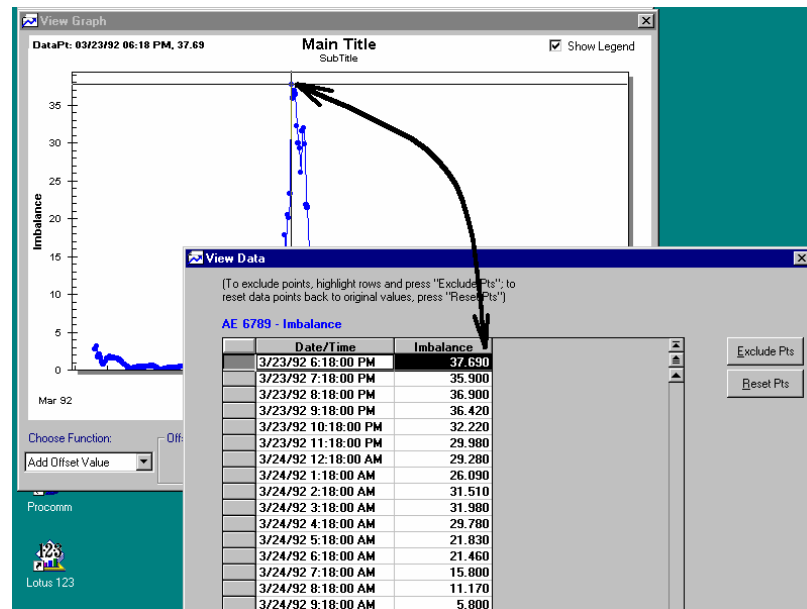 View Graph
DataPt: 03/23/92 06:18 PM, 37.69
Main Title
SubTitle
Show Legend
35
30
25
20
15
10
5
0
Imbalance
Mar 92
Choose Function:
Add Offset Value
Procomm
Lotus 123
View Data
(To exclude points, highlight rows and press "Exclude Pts"; to
reset data points back to original values, press "Reset Pts")
AE 6789 - Imbalance
Date/Time Imbalance
3/23/92 6:18:00 PM 37.690
3/23/92 7:18:00 PM 35.900
3/23/92 8:18:00 PM 36.900
3/23/92 9:18:00 PM 36.420
3/23/92 10:18:00 PM 32.220
3/23/92 11:18:00 PM 29.980
3/24/92 12:18:00 AM 29.280
3/24/92 1:18:00 AM 26.090
3/24/92 2:18:00 AM 31.510
3/24/92 3:18:00 AM 31.980
3/24/92 4:18:00 AM 29.780
3/24/92 5:18:00 AM 21.830
3/24/92 6:18:00 AM 21.460
3/24/92 7:18:00 AM 15.800
3/24/92 8:18:00 AM 11.170
3/24/92 9:18:00 AM 5.800
Exclude Pts
Reset Pts